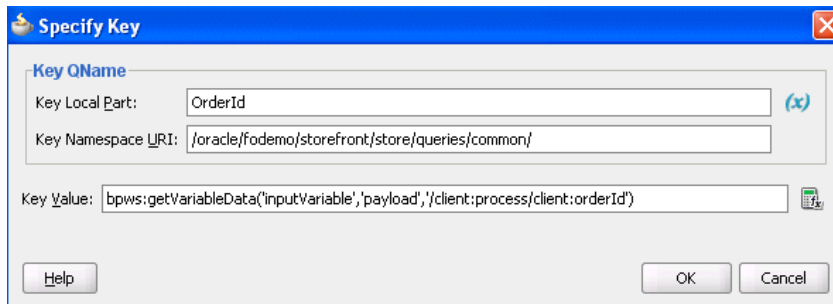 Specify Key
Key QName
Key Local Part: OrderId (x)
Key Namespace URI: /oracle/fodemo/storefront/store/queries/common/
Key Value: bpws:getVariableData('inputVariable','payload','/client:process/client:orderId')
Help OK Cancel